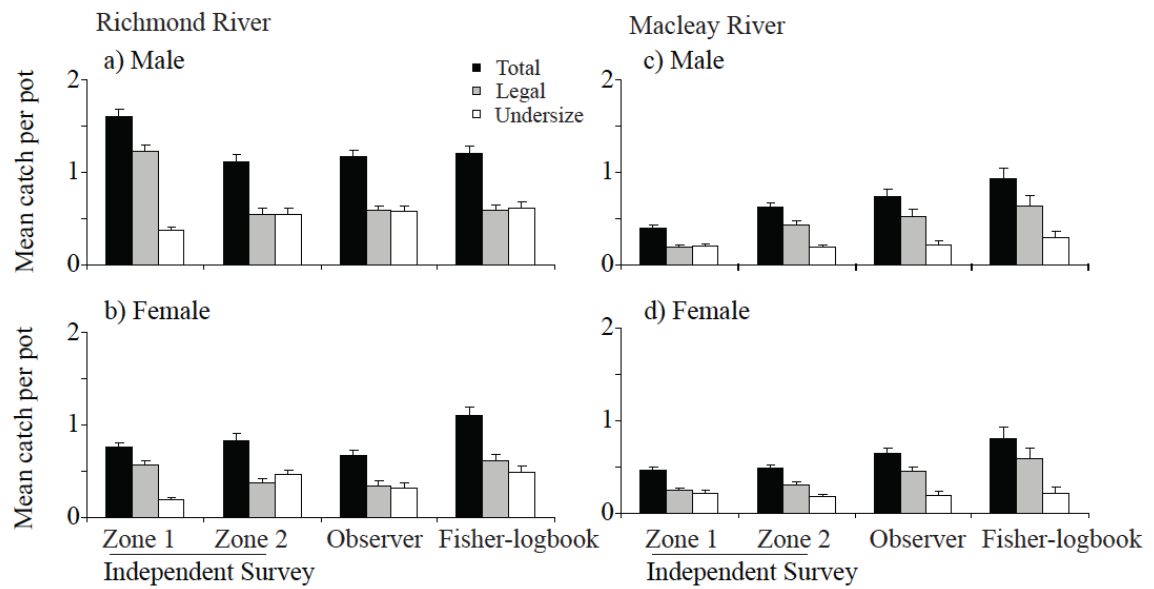 Richmond River
Macleay River
a) Male
Total
Legal
Undersize
c) Male
Mean catch per pot
2
1
0
2
1
0
b) Female
d) Female
Mean catch per pot
2
1
0
2
1
0
Zone 1 Zone 2 Observer Fisher-logbook
Independent Survey
Zone 1 Zone 2 Observer Fisher-logbook
Independent Survey